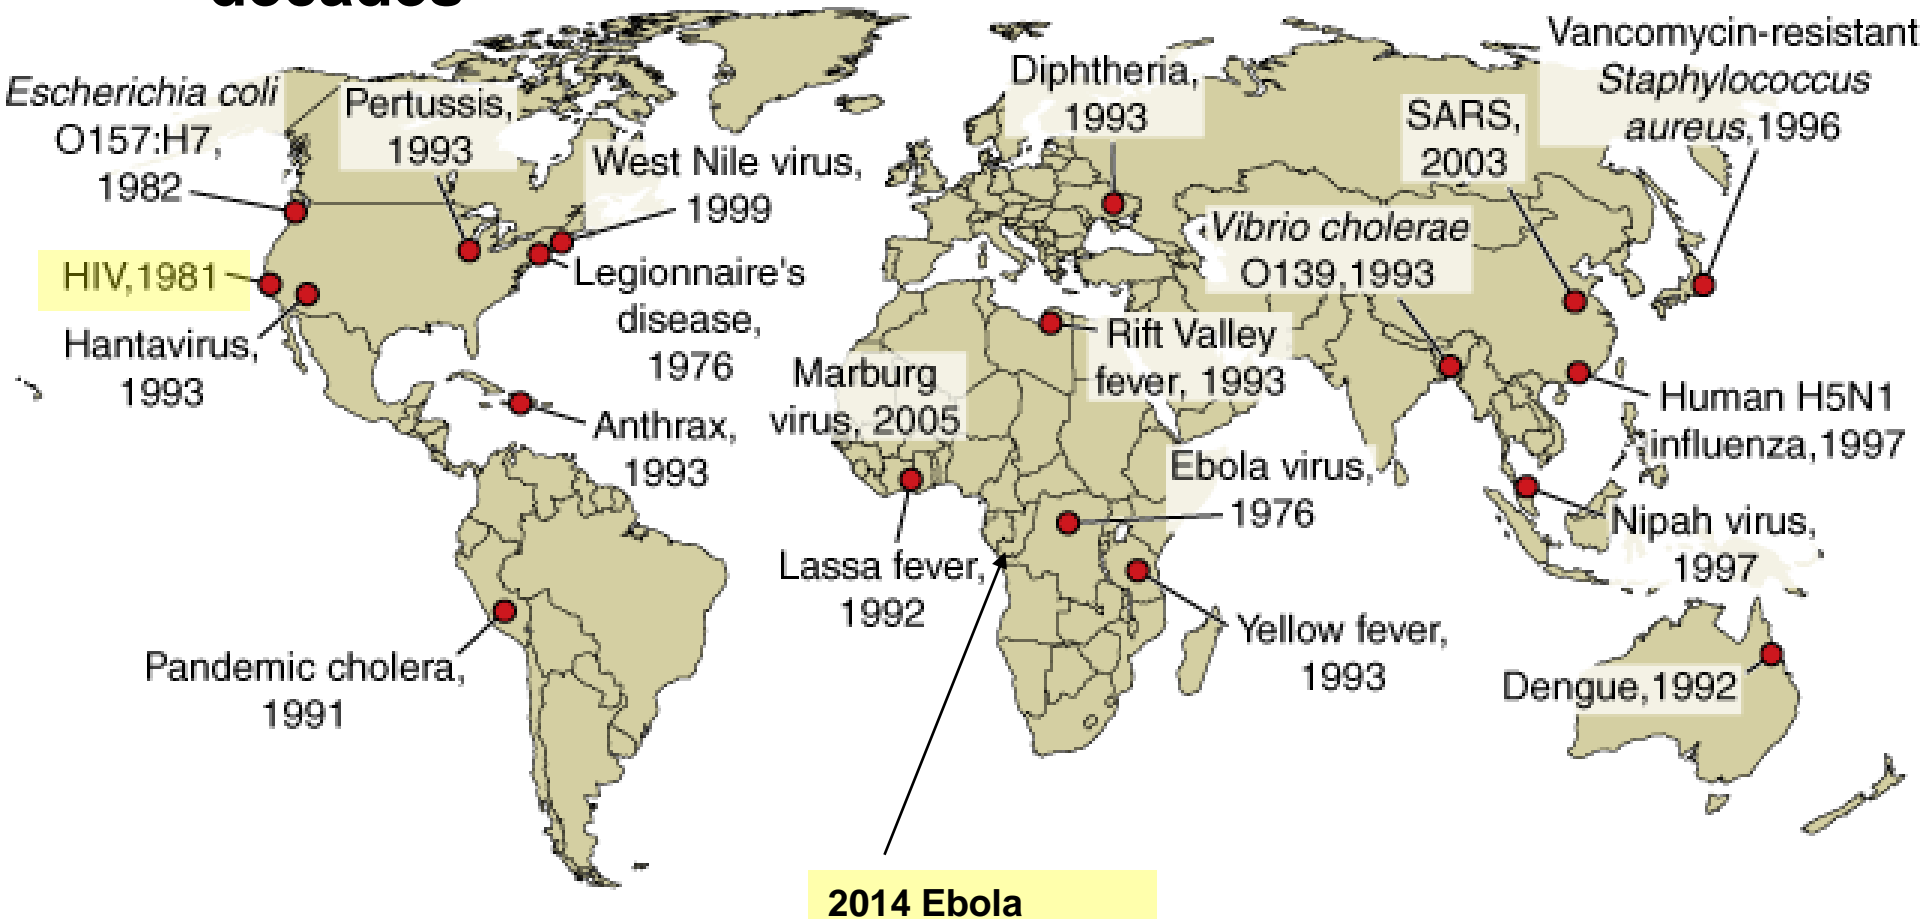 decades
Escherichia coli
O157:H7,
1982
Pertussis,
1993
West Nile virus,
1999
HIV,1981
Hantavirus,
1993
Legionnaire's
disease,
1976
Anthrax,
1993
Pandemic cholera,
1991
Diphtheria,
1993
Vancomycin-resistant
Staphylococcus
aureus,1996
SARS,
2003
Vibrio cholerae
O139,1993
Rift Valley
fever, 1993
Marburg
virus, 2005
Human H5N1
influenza,1997
Ebola virus,
1976
Nipah virus,
1997
Lassa fever,
1992
Yellow fever,
1993
Dengue,1992
2014 Ebola